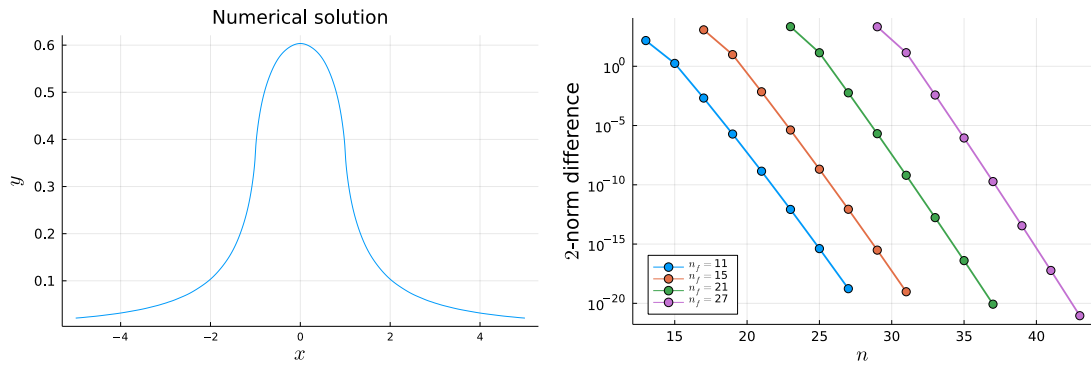 Numerical solution
y
0.6
0.5
0.4
0.3
0.2
0.1
−4
−2
0
2
4
x
2-norm difference
10^0
10^−5
10^−10
10^−15
10^−20
n_f = 11
n_f = 15
n_f = 21
n_f = 27
15
20
25
30
35
40
n